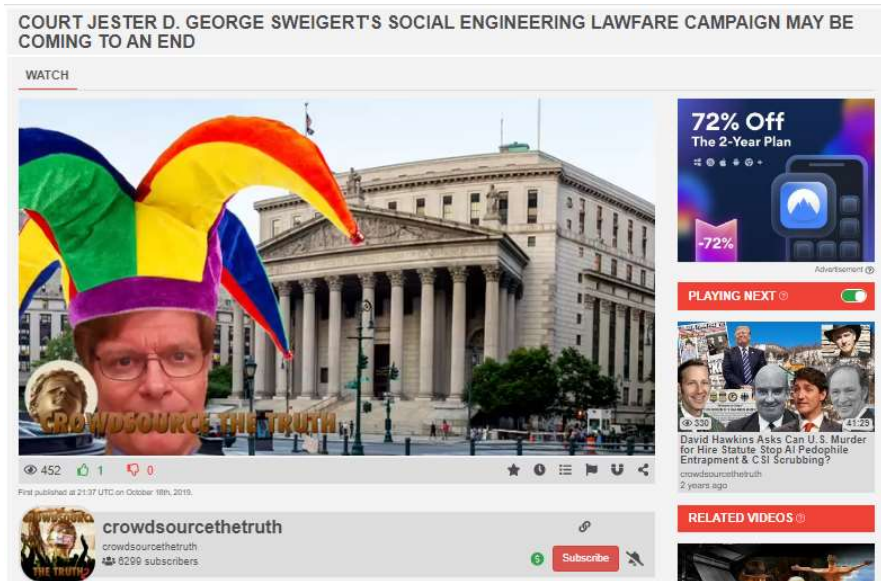 COURT JESTER D. GEORGE SWEIGERT'S SOCIAL ENGINEERING LAWFARE CAMPAIGN MAY BE
COMING TO AN END
WATCH
CROWDSOURCE THE TRUTH
452 1 0
First published at 21:37 UTC on October 18th, 2019.
CROWDSOURCE
THE TRUTH
crowdsourcethetruth
crowdsourcethetruth
6299 subscribers
Subscribe
72% Off
The 2-Year Plan
-72%
Advertisement
PLAYING NEXT
330
41:25
David Hawkins Asks Can U.S. Murder
for Hire Statute Stop AI Pedophile
Entrapment & CSI Scrubbing?
crowdsourcethetruth
2 years ago
RELATED VIDEOS